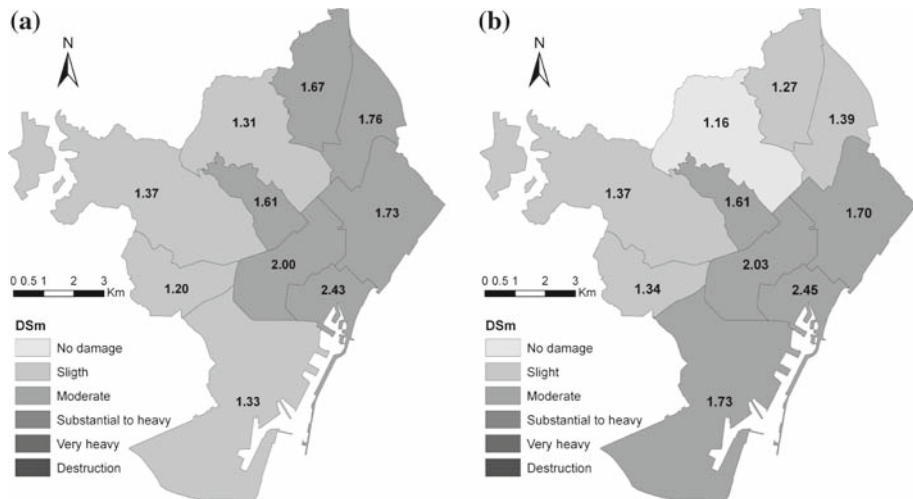 (a)
N
1.67
1.31
1.76
1.37
1.61
1.73
2.00
1.20
2.43
1.33
0 0.5 1 2 3
Km
DSm
No damage
Sligth
Moderate
Substantial to heavy
Very heavy
Destruction
(b)
N
1.27
1.16
1.39
1.37
1.61
1.70
2.03
1.34
2.45
1.73
0 0.5 1 2 3
Km
DSm
No damage
Slight
Moderate
Substantial to heavy
Very heavy
Destruction